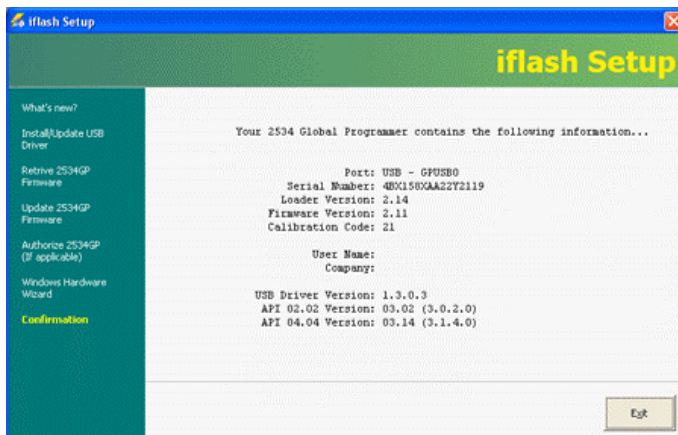 iflash Setup
iflash Setup
What's new?
Install/Update USB
Driver
Retrive 2534GP
Firmware
Update 2534GP
Firmware
Authorize 2534GP
(If applicable)
Windows Hardware
Wizard
Confirmation
Your 2534 Global Programmer contains the following information...
Port: USB - GPUSB0
Serial Number: 4BX158XAA22Y2119
Loader Version: 2.14
Firmware Version: 2.11
Calibration Code: 21
User Name:
Company:
USB Driver Version: 1.3.0.3
API 02.02 Version: 03.02 (3.0.2.0)
API 04.04 Version: 03.14 (3.1.4.0)
Exit